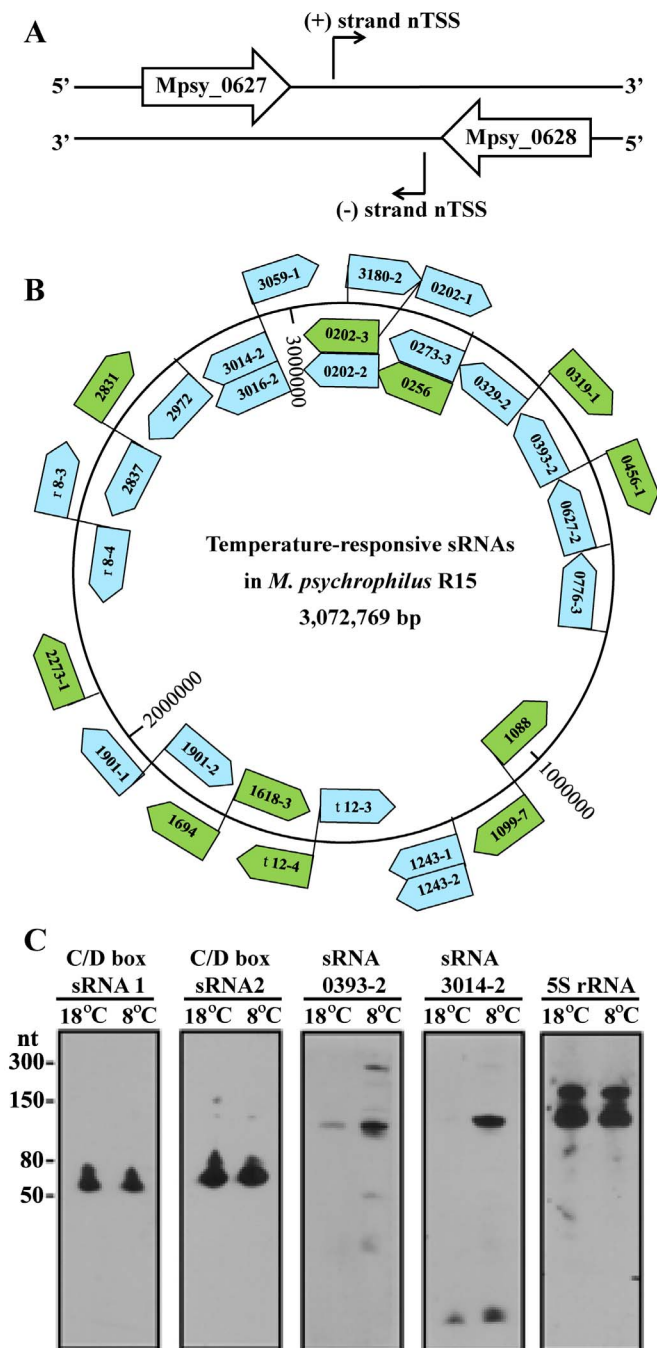 A
(+) strand nTSS
5’
Mpsy_0627
3’
3’
Mpsy_0628
5’
(-) strand nTSS
B
3059-1
3180-2
0202-1
3014-2
3016-2
3000000
0202-3
0202-2
0273-3
0256
0329-2
0319-1
2831
2972
0393-2
0456-1
r 8-3
2837
0627-2
r 8-4
0776-3
Temperature-responsive sRNAs
in M. psychrophilus R15
3,072,769 bp
2273-1
2000000
1088
1000000
1901-1
1901-2
1618-3
t 12-3
1099-7
1694
t 12-4
1243-1
1243-2
C
C/D box
sRNA 1
C/D box
sRNA2
sRNA
0393-2
sRNA
3014-2
5S rRNA
18°C 8°C
18°C 8°C
18°C 8°C
18°C 8°C
18°C 8°C
nt
300
150
80
50